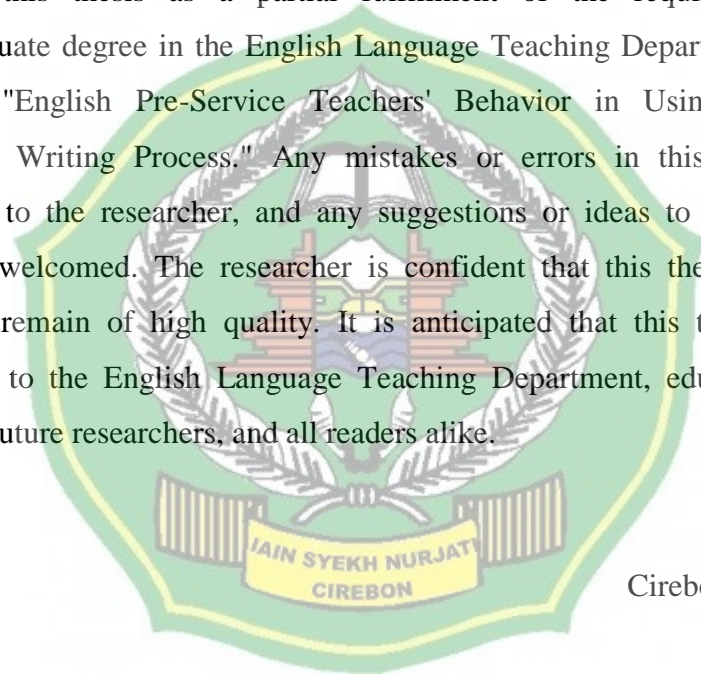 this thesis as a partial fulfillment of the requi
uate degree in the English Language Teaching Depar
"English Pre-Service Teachers' Behavior in Usin
Writing Process." Any mistakes or errors in this
to the researcher, and any suggestions or ideas to
welcomed. The researcher is confident that this the
remain of high quality. It is anticipated that this t
to the English Language Teaching Department, edu
uture researchers, and all readers alike.
IAIN SYEKH NURJATI
CIREBON
Cirebo